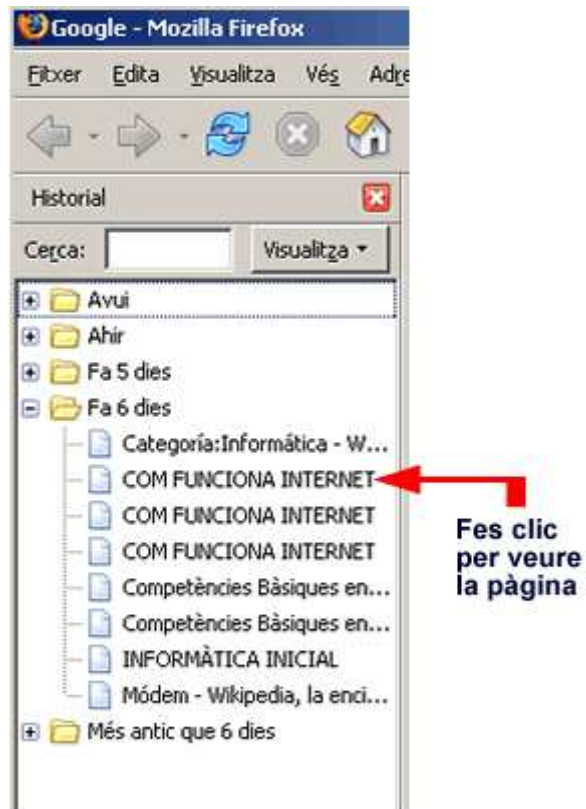 Google - Mozilla Firefox
Fitxer Edita Visualitza Vés
Historial
Cerca: Visualitza
Avui
Ahir
Fa 5 dies
Fa 6 dies
Categoría:Informática - W...
COM FUNCIONA INTERNET
COM FUNCIONA INTERNET
COM FUNCIONA INTERNET
Competències Bàsiques en...
Competències Bàsiques en...
INFORMÀTICA INICIAL
Módem - Wikipedia, la enci...
Més antic que 6 dies
Fes clic
per veure
la pàgina